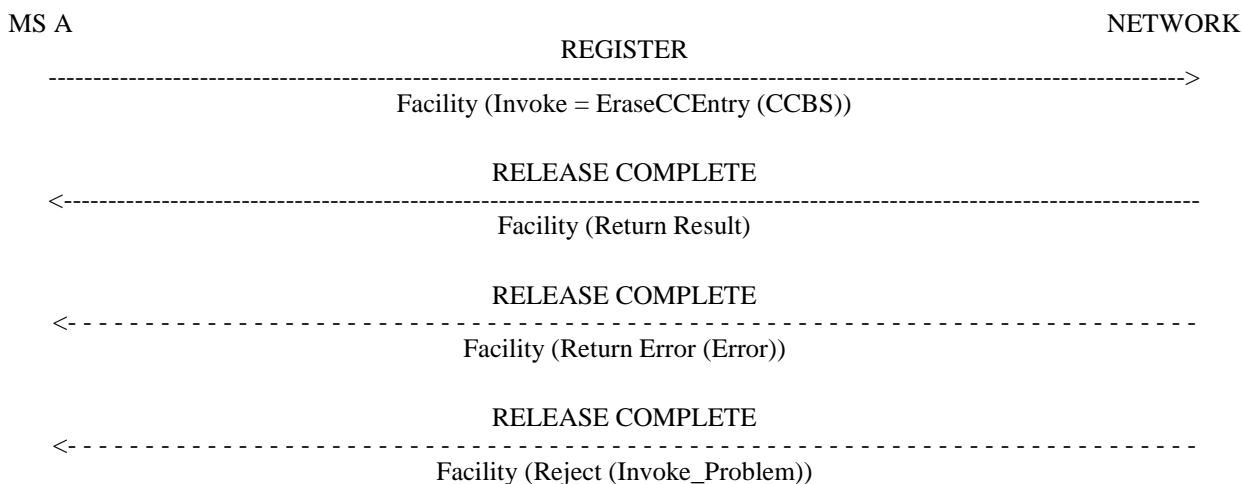 MS A NETWORK
REGISTER
Facility (Invoke = EraseCCEntry (CCBS))
RELEASE COMPLETE
Facility (Return Result)
RELEASE COMPLETE
Facility (Return Error (Error))
RELEASE COMPLETE
Facility (Reject (Invoke_Problem))